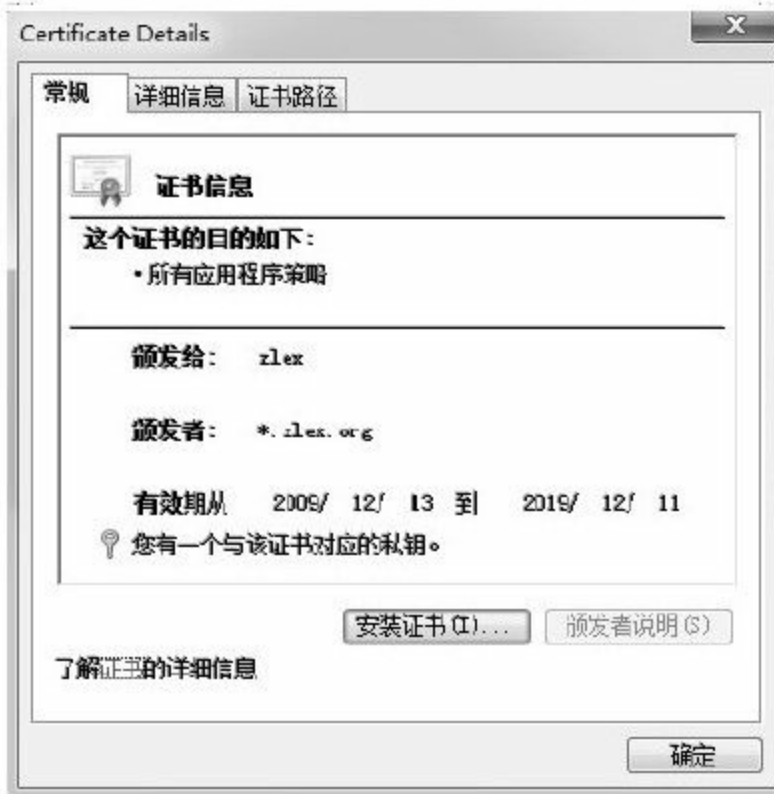 Certificate Details
常规 详细信息 证书路径
证书信息
这个证书的目的如下:
•所有应用程序策略
颁发给: zlex
颁发者: *.zlex.org
有效期从 2009/ 12/ 13 到 2019/ 12/ 11
您有一个与该证书对应的私钥。
安装证书(I)... 颁发者说明(S)
了解证书的详细信息
确定